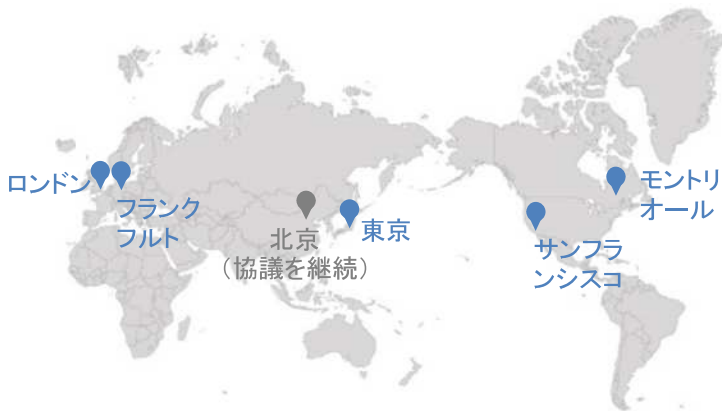 ロンドン
フランク
フルト
北京
（協議を継続）
東京
サンフラ
ンシスコ
モントリ
オール